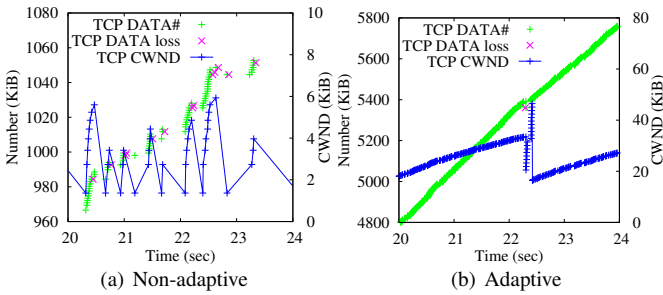 TCP DATA#
TCP DATA loss
TCP CWND
Number (KiB)
1080
1060
1040
1020
1000
980
960
10
8
6
4
2
0
CWND (KiB)
20 21 22 23 24
Time (sec)
(a) Non-adaptive
TCP DATA#
TCP DATA loss
TCP CWND
Number (KiB)
5800
5600
5400
5200
5000
4800
80
60
40
20
0
CWND (KiB)
20 21 22 23 24
Time (sec)
(b) Adaptive